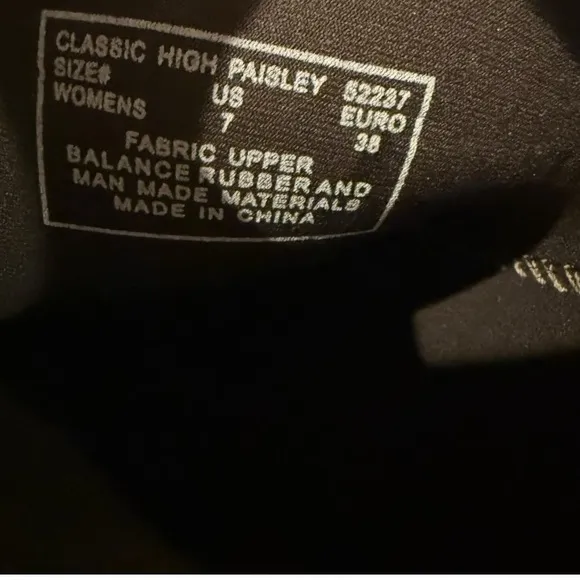 CLASSIC HIGH PAISLEY 52237
SIZE# US EURO
WOMENS 7 38
FABRIC UPPER
BALANCE RUBBER AND
MAN MADE MATERIALS
MADE IN CHINA